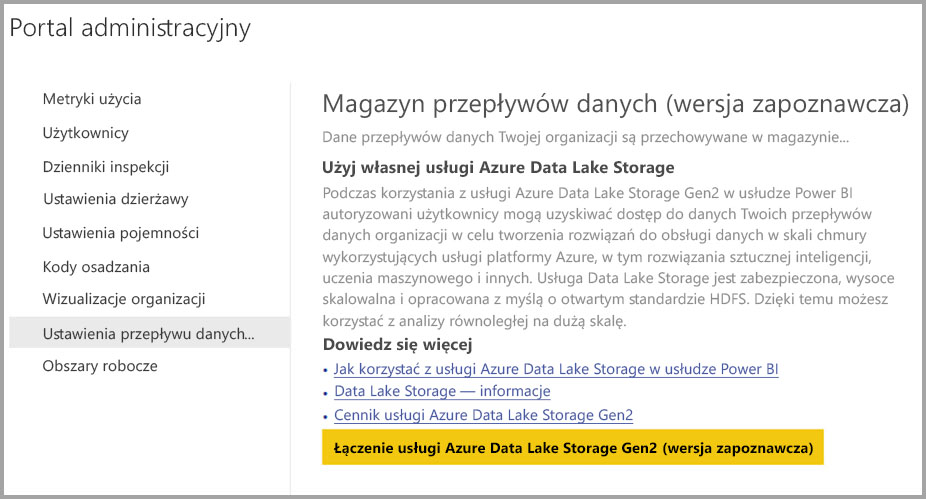 Portal administracyjny
Metryki użycia
Użytkownicy
Dzienniki inspekcji
Ustawienia dzierżawy
Ustawienia pojemności
Kody osadzania
Wizualizacje organizacji
Ustawienia przepływu danych...
Obszary robocze
Magazyn przepływów danych (wersja zapoznawcza)
Dane przepływów danych Twojej organizacji są przechowywane w magazynie...
Użyj własnej usługi Azure Data Lake Storage
Podczas korzystania z usługi Azure Data Lake Storage Gen2 w usłudze Power BI
autoryzowani użytkownicy mogą uzyskiwać dostęp do danych Twoich przepływów
danych organizacji w celu tworzenia rozwiązań do obsługi danych w skali chmury
wykorzystujących usługi platformy Azure, w tym rozwiązania sztucznej inteligencji,
uczenia maszynowego i innych. Usługa Data Lake Storage jest zabezpieczona, wysoce
skalowalna i opracowana z myślą o otwartym standardzie HDFS. Dzięki temu możesz
korzystać z analizy równoległej na dużą skalę.
Dowiedz się więcej
• Jak korzystać z usługi Azure Data Lake Storage w usłudze Power BI
• Data Lake Storage — informacje
• Cennik usługi Azure Data Lake Storage Gen2
Łączenie usługi Azure Data Lake Storage Gen2 (wersja zapoznawcza)